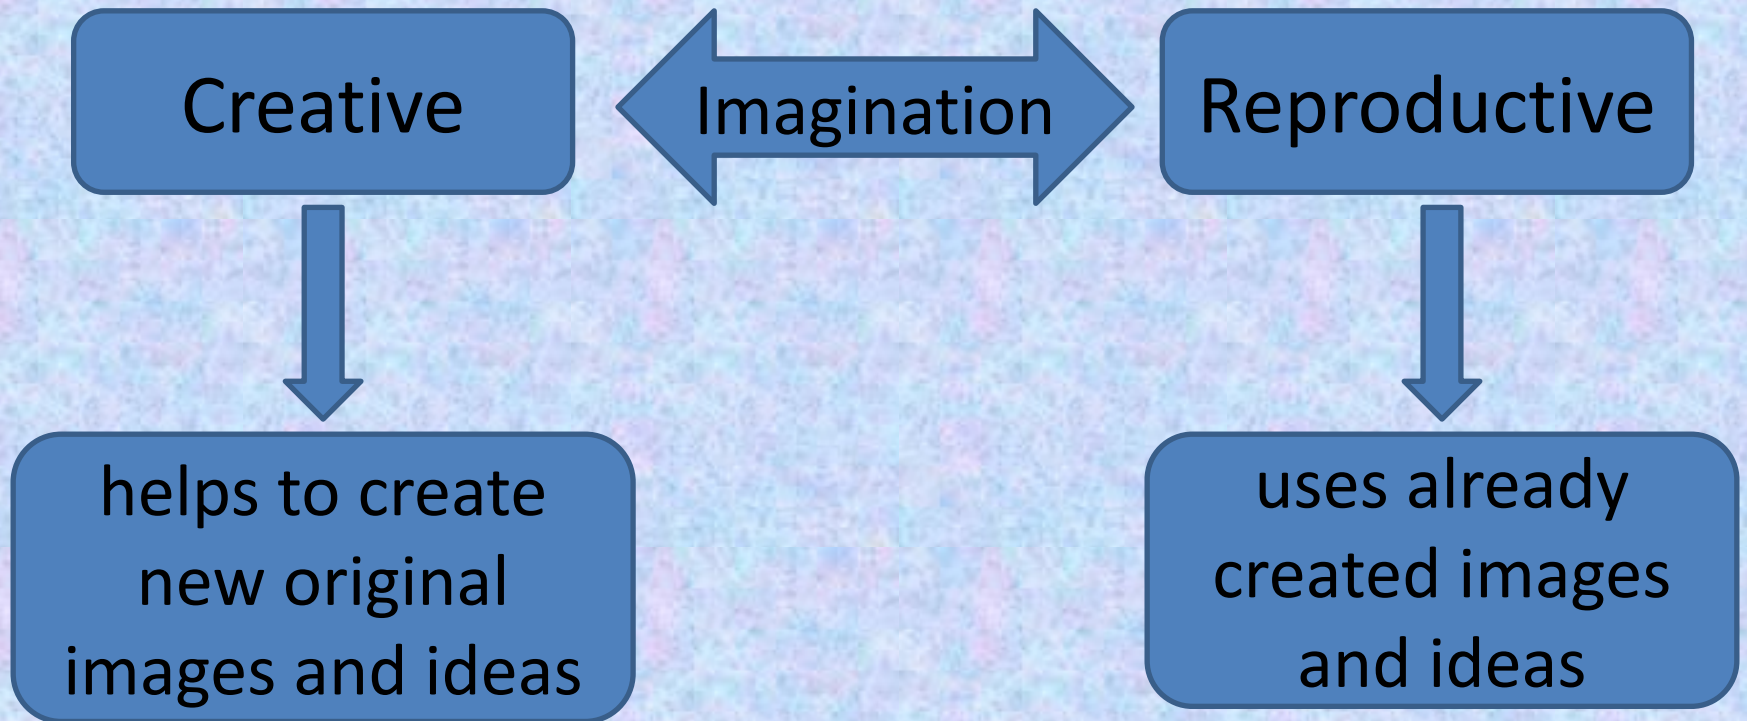 Creative
Imagination
Reproductive
helps to create
new original
images and ideas
uses already
created images
and ideas